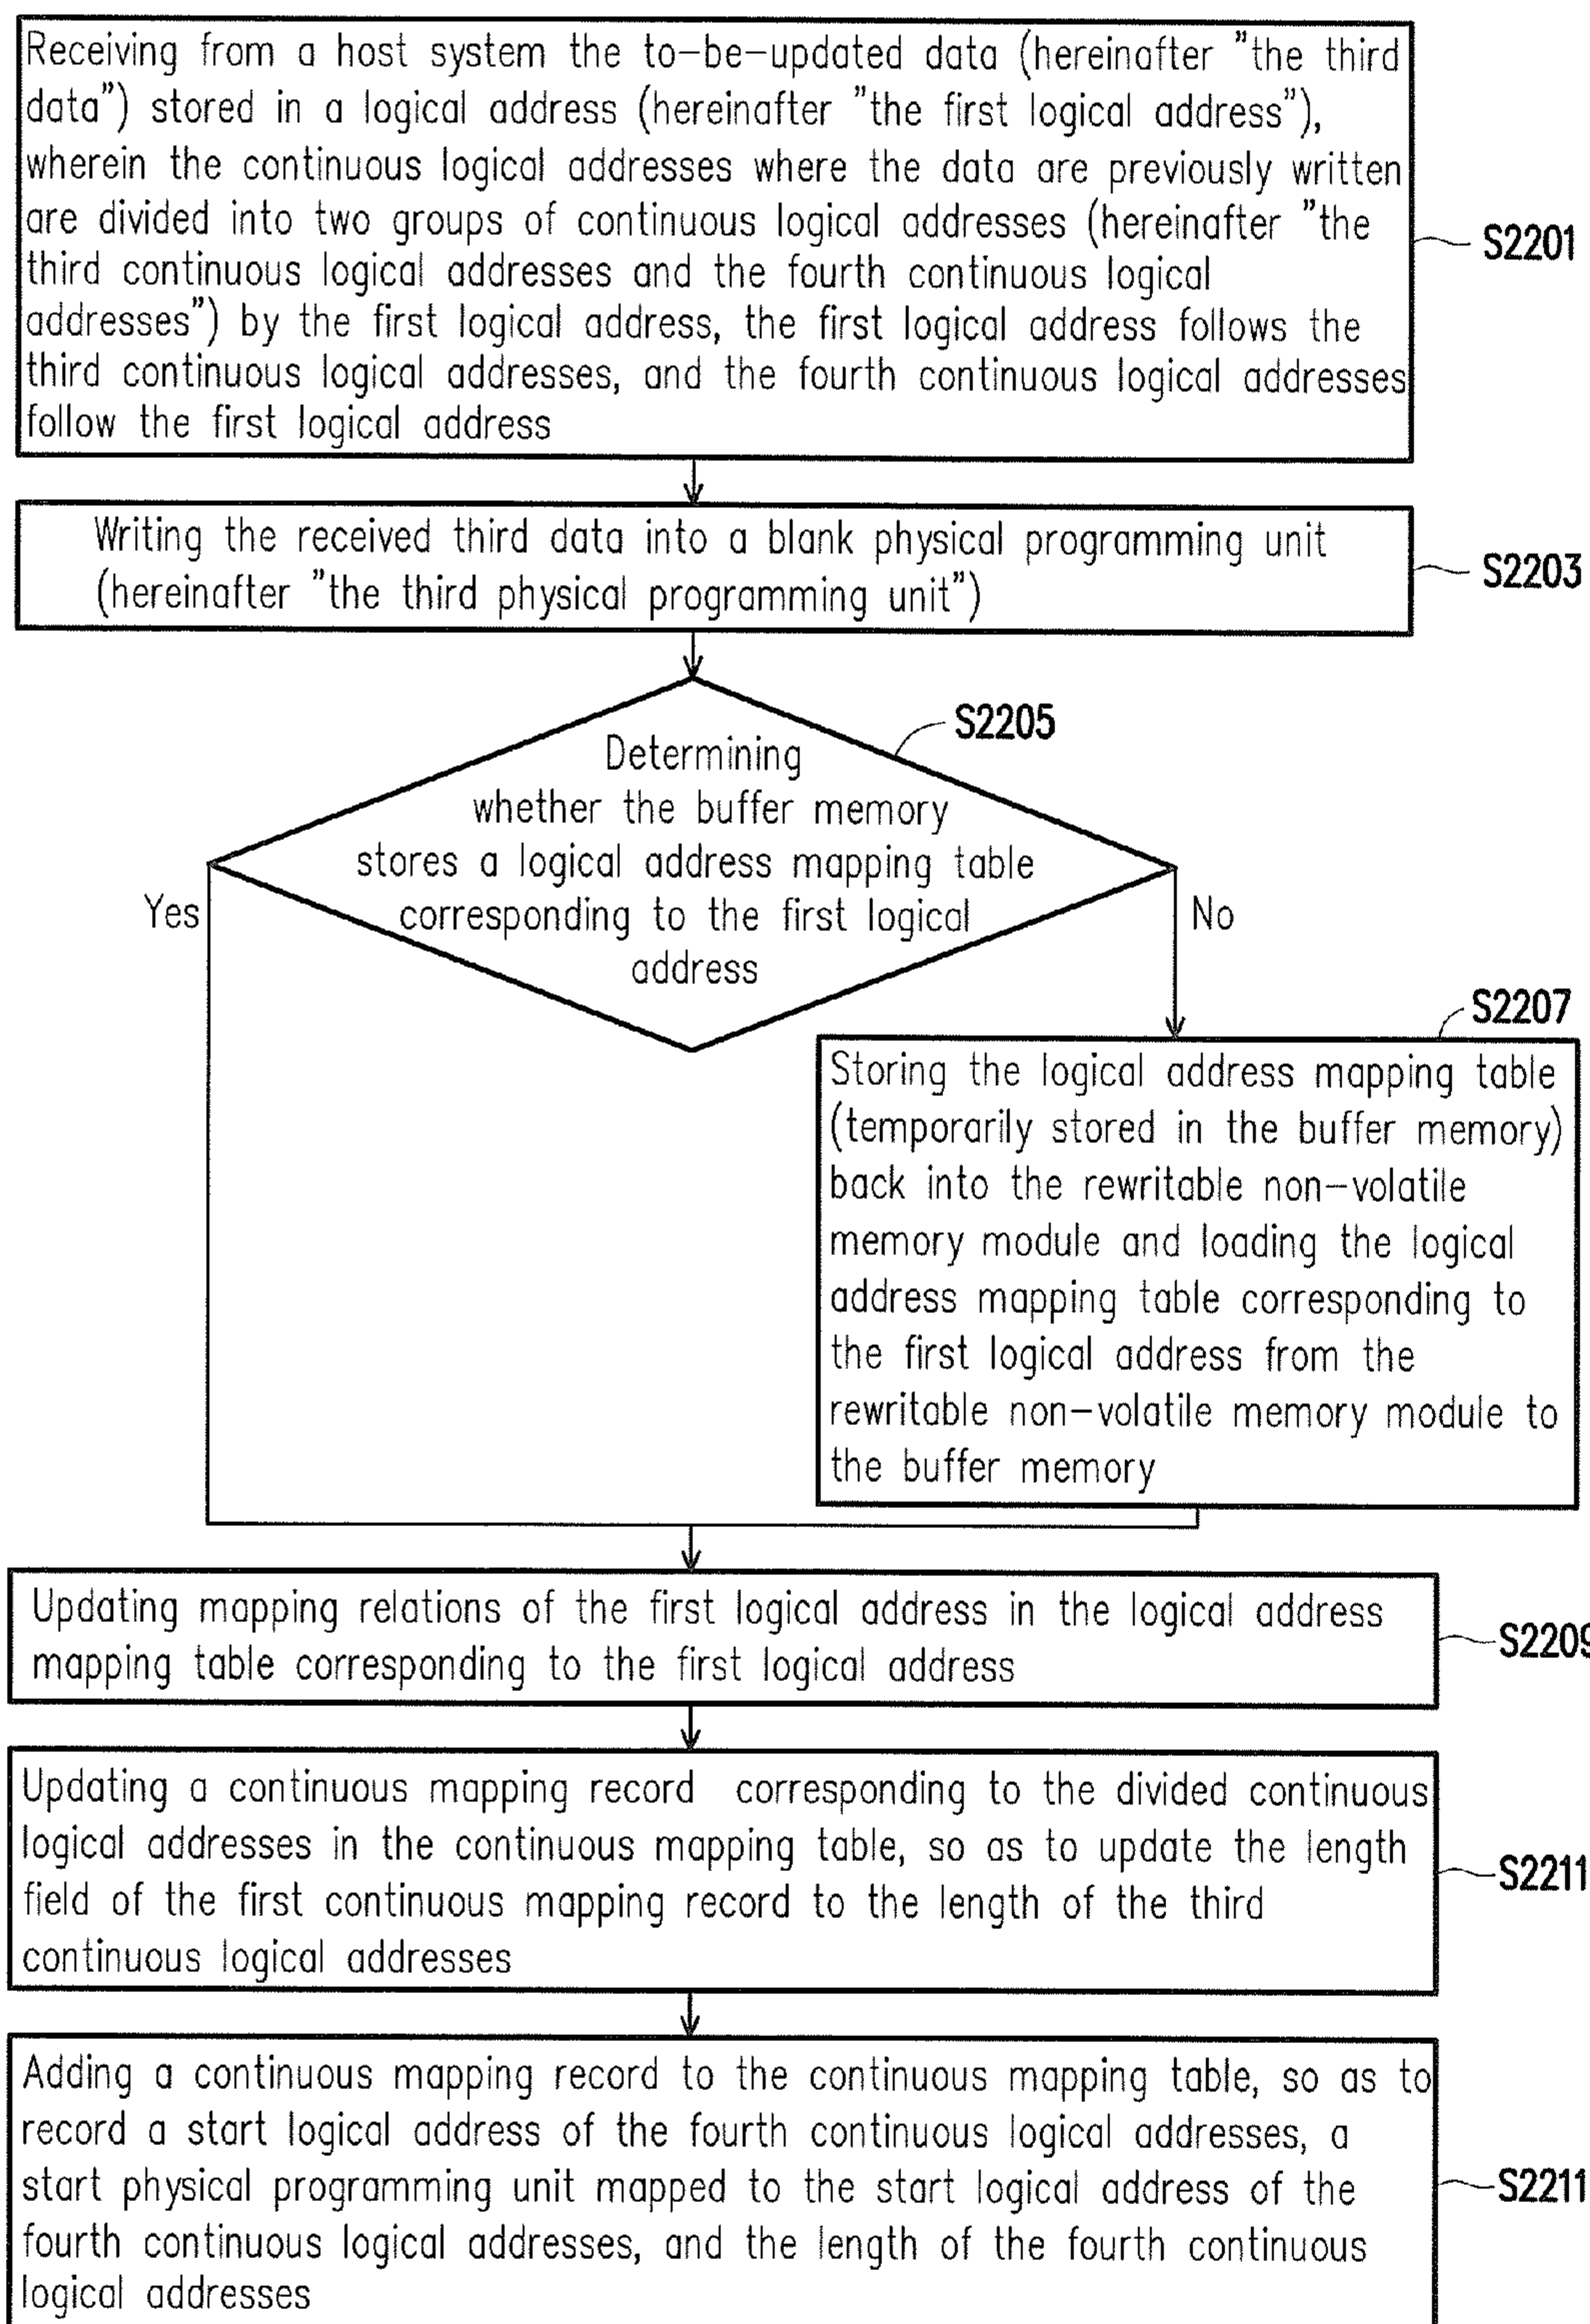 Receiving from a host system the to-be-updated data (hereinafter "the third
data") stored in a logical address (hereinafter "the first logical address"),
wherein the continuous logical addresses where the data are previously written
are divided into two groups of continuous logical addresses (hereinafter "the
third continuous logical addresses and the fourth continuous logical
addresses") by the first logical address, the first logical address follows the
third continuous logical addresses, and the fourth continuous logical addresses
follow the first logical address
S2201
Writing the received third data into a blank physical programming unit
(hereinafter "the third physical programming unit")
S2203
S2205
Determining
whether the buffer memory
stores a logical address mapping table
corresponding to the first logical
address
Yes
No
S2207
Storing the logical address mapping table
(temporarily stored in the buffer memory)
back into the rewritable non-volatile
memory module and loading the logical
address mapping table corresponding to
the first logical address from the
rewritable non-volatile memory module to
the buffer memory
Updating mapping relations of the first logical address in the logical address
mapping table corresponding to the first logical address
S2209
Updating a continuous mapping record corresponding to the divided continuous
logical addresses in the continuous mapping table, so as to update the length
field of the first continuous mapping record to the length of the third
continuous logical addresses
S2211
Adding a continuous mapping record to the continuous mapping table, so as to
record a start logical address of the fourth continuous logical addresses, a
start physical programming unit mapped to the start logical address of the
fourth continuous logical addresses, and the length of the fourth continuous
logical addresses
S2211